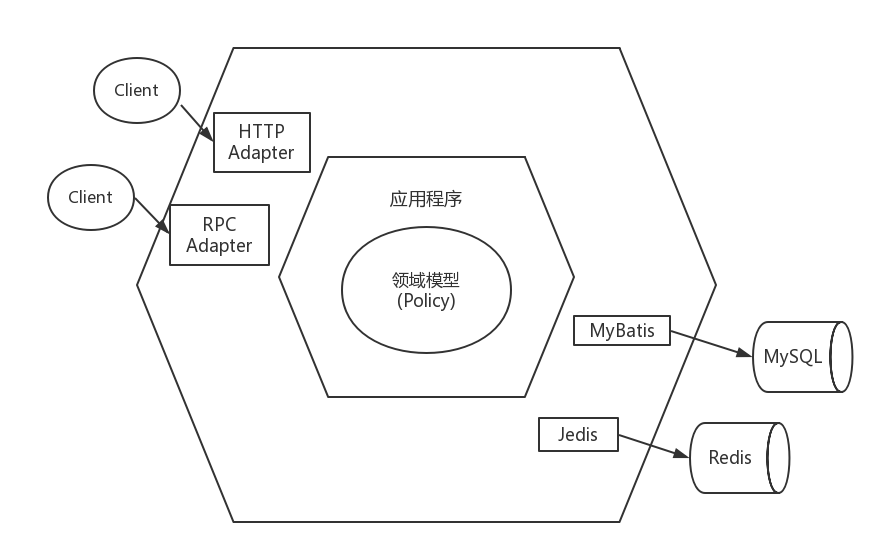 Client
HTTP
Adapter
Client
RPC
Adapter
应用程序
领域模型
(Policy)
MyBatis
MySQL
Jedis
Redis